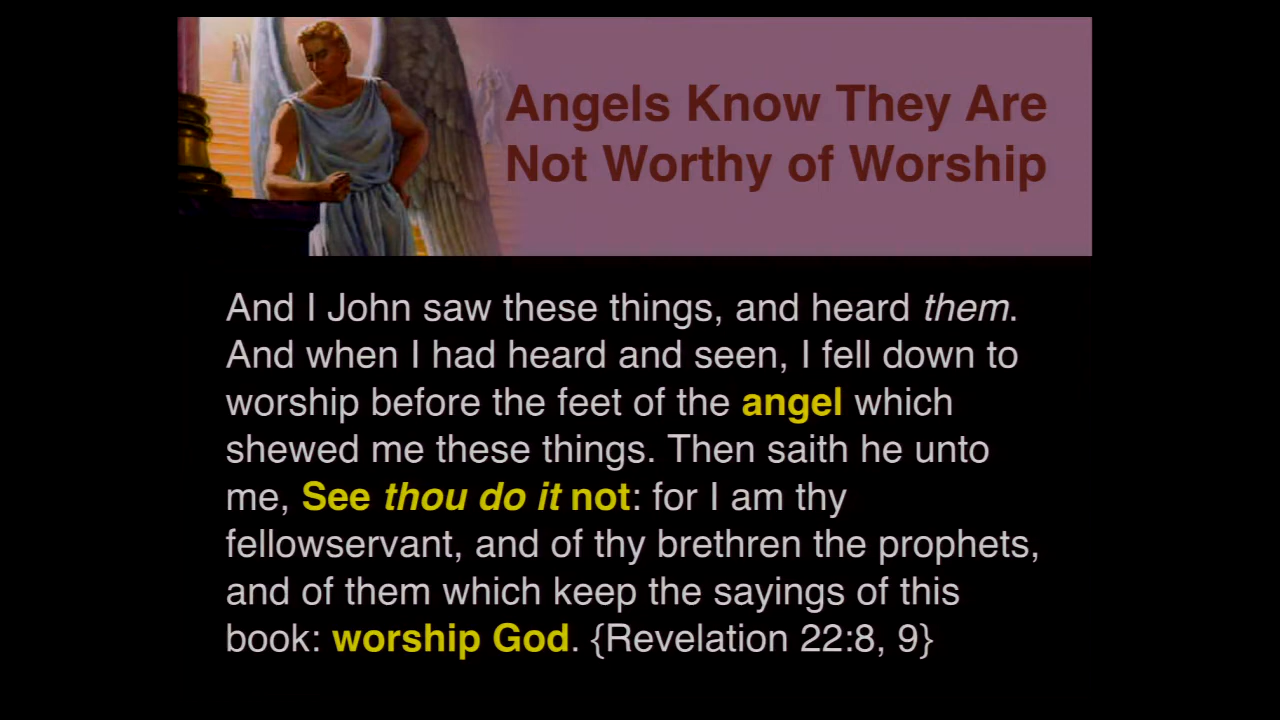 Angels Know They Are
Not Worthy of Worship
And I John saw these things, and heard them.
And when I had heard and seen, I fell down to
worship before the feet of the angel which
shewed me these things. Then saith he unto
me, See thou do it not: for I am thy
fellowservant, and of thy brethren the prophets,
and of them which keep the sayings of this
book: worship God. {Revelation 22:8, 9}